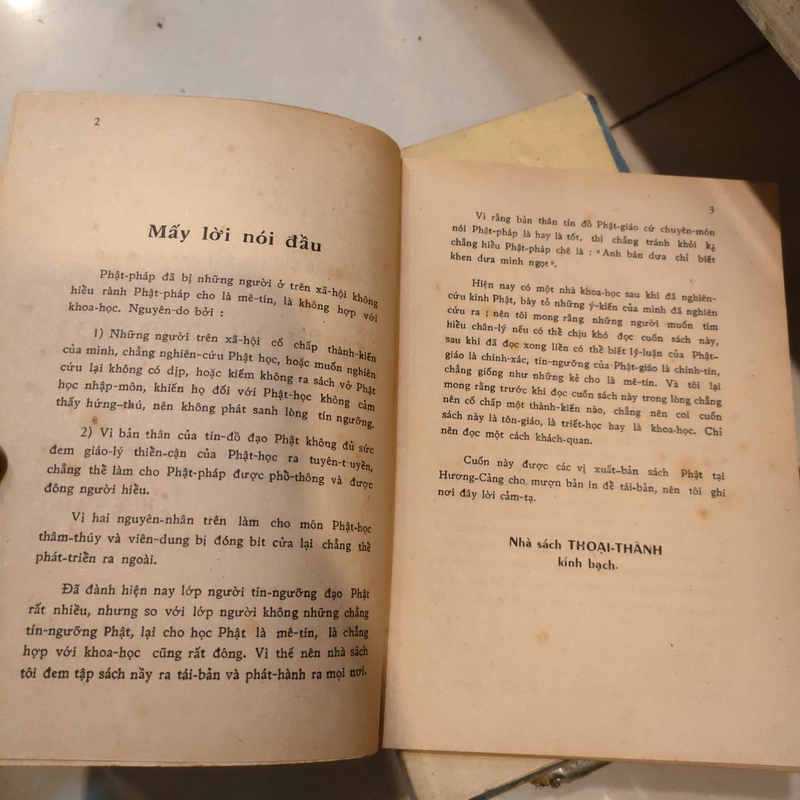 2
Mấy lời nói đầu
Phật-pháp đã bị những người ở trên xã-hội không
hiểu rành Phật-pháp cho là mê-tín, là không hợp với
khoa-học. Nguyên-do bởi :
1) Những người trên xã-hội cố chấp thành-kiến
của mình, chẳng nghiên-cứu Phật học, hoặc muốn nghiên
cứu lại không có dịp, hoặc kiếm không ra sách vở Phật
học nhập-môn, khiến họ đối với Phật-học không cảm
thấy hứng-thú, nên không phát sanh lòng tín ngưỡng.
2) Vì bản thân của tín-đồ đạo Phật không đủ sức
đem giáo-lý thiển-cận của Phật-học ra tuyên-truyền,
chẳng thể làm cho Phật-pháp được phổ-thông và được
đông người hiểu.
Vì hai nguyên-nhân trên làm cho môn Phật-học
thâm-thúy và viên-dung bị đóng bít cửa lại chẳng thể
phát-triển ra ngoài.
Đã đành hiện nay lớp người tín-ngưỡng đạo Phật
rất nhiều, nhưng so với lớp người không những chẳng
tín-ngưỡng Phật, lại cho học Phật là mê-tín, là chẳng
hợp với khoa-học cũng rất đông. Vì thế nên nhà sách
tôi đem tập sách nầy ra tái-bản và phát-hành ra mọi nơi.
3
Vì rằng bản thân tín đồ Phật-giáo cứ chuyên-môn
nói Phật-pháp là hay là tốt, thì chẳng tránh khỏi kẻ
chẳng hiểu Phật-pháp chê là : "Anh bán dưa chỉ biết
khen dưa mình ngọt".
Hiện nay có một nhà khoa-học sau khi đã nghiên-
cứu kinh Phật, bày tỏ những ý-kiến của mình đã nghiên
cứu ra ; nên tôi mong rằng những người muốn tìm
hiểu chân-lý nếu có thể chịu khó đọc cuốn sách này,
sau khi đã đọc xong liền có thể biết lý-luận của Phật-
giáo là chính-xác, tín-ngưỡng của Phật-giáo là chính-tín,
chẳng giống như những kẻ cho là mê-tín. Và tôi lại
mong rằng trước khi đọc cuốn sách này trong lòng chẳng
nên cố chấp một thành-kiến nào, chẳng nên coi cuốn
sách này là tôn-giáo, là triết-học hay là khoa-học. Chỉ
nên đọc một cách khách-quan.
Cuốn này được các vị xuất-bản sách Phật tại
Hương-Cảng cho mượn bản in để tái-bản, nên tôi ghi
nơi đây lời cảm-tạ.
Nhà sách THOẠI-THÀNH
kính bạch.